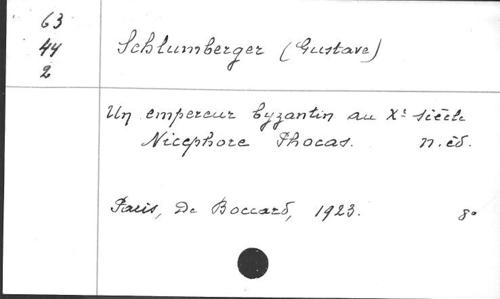 63
44
2
Schlumberger (Gustave)
Un empereur byzantin au Xe siècle
Nicephore Phocas. n. éd.
Paris, De Boccard, 1923. 8°